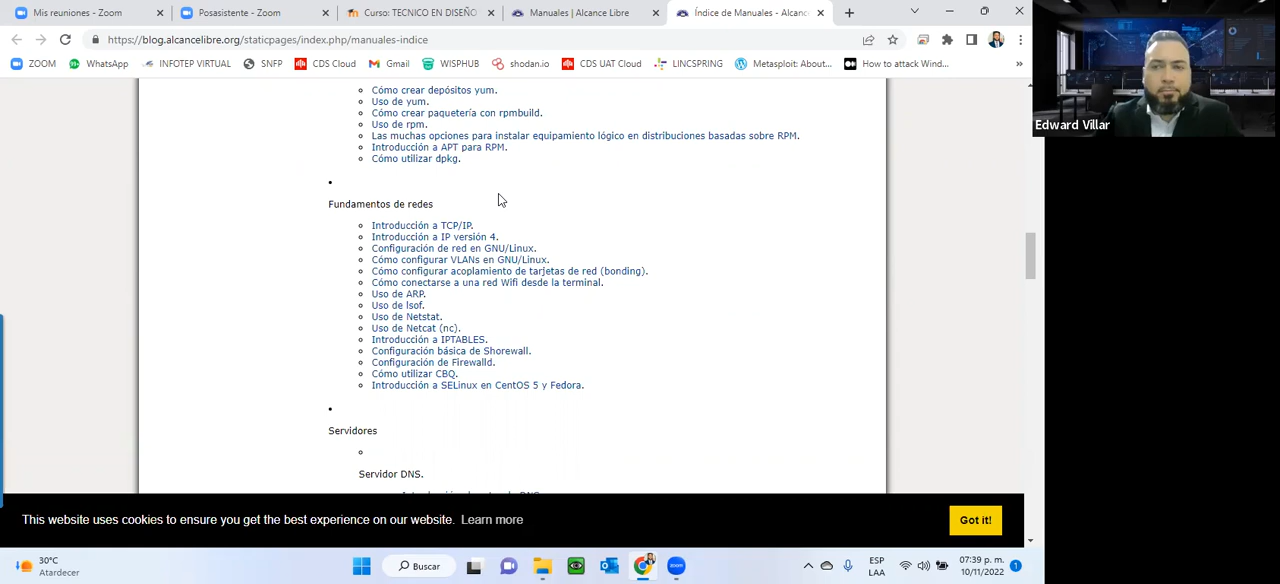 Mis reuniones - Zoom
Posasistente - Zoom
Curso: TECNICO EN DISEÑO
Manuales | Alcance Libre
Índice de Manuales - Alcanc
https://blog.alcancelibre.org/staticpages/index.php/manuales-indice
ZOOM
WhatsApp
INFOTEP VIRTUAL
SNFP
CDS Cloud
Gmail
WISPHUB
shodan.io
CDS UAT Cloud
LINCSPRING
Metasploit: About...
How to attack Wind...
»
Edward Villar
Cómo crear depósitos yum.
Uso de yum.
Cómo crear paquetería con rpmbuild.
Uso de rpm.
Las muchas opciones para instalar equipamiento lógico en distribuciones basadas sobre RPM.
Introducción a APT para RPM.
Cómo utilizar dpkg.
Fundamentos de redes
Introducción a TCP/IP.
Introducción a IP versión 4.
Configuración de red en GNU/Linux.
Cómo configurar VLANs en GNU/Linux.
Cómo configurar acoplamiento de tarjetas de red (bonding).
Cómo conectarse a una red Wifi desde la terminal.
Uso de ARP.
Uso de lsof.
Uso de Netstat.
Uso de Netcat (nc).
Introducción a IPTABLES.
Configuración básica de Shorewall.
Configuración de Firewalld.
Cómo utilizar CBQ.
Introducción a SELinux en CentOS 5 y Fedora.
Servidores
Servidor DNS.
This website uses cookies to ensure you get the best experience on our website. Learn more
Got it!
30°C
Atardecer
Buscar
zoom
ESP
LAA
07:39 p. m.
10/11/2022
1